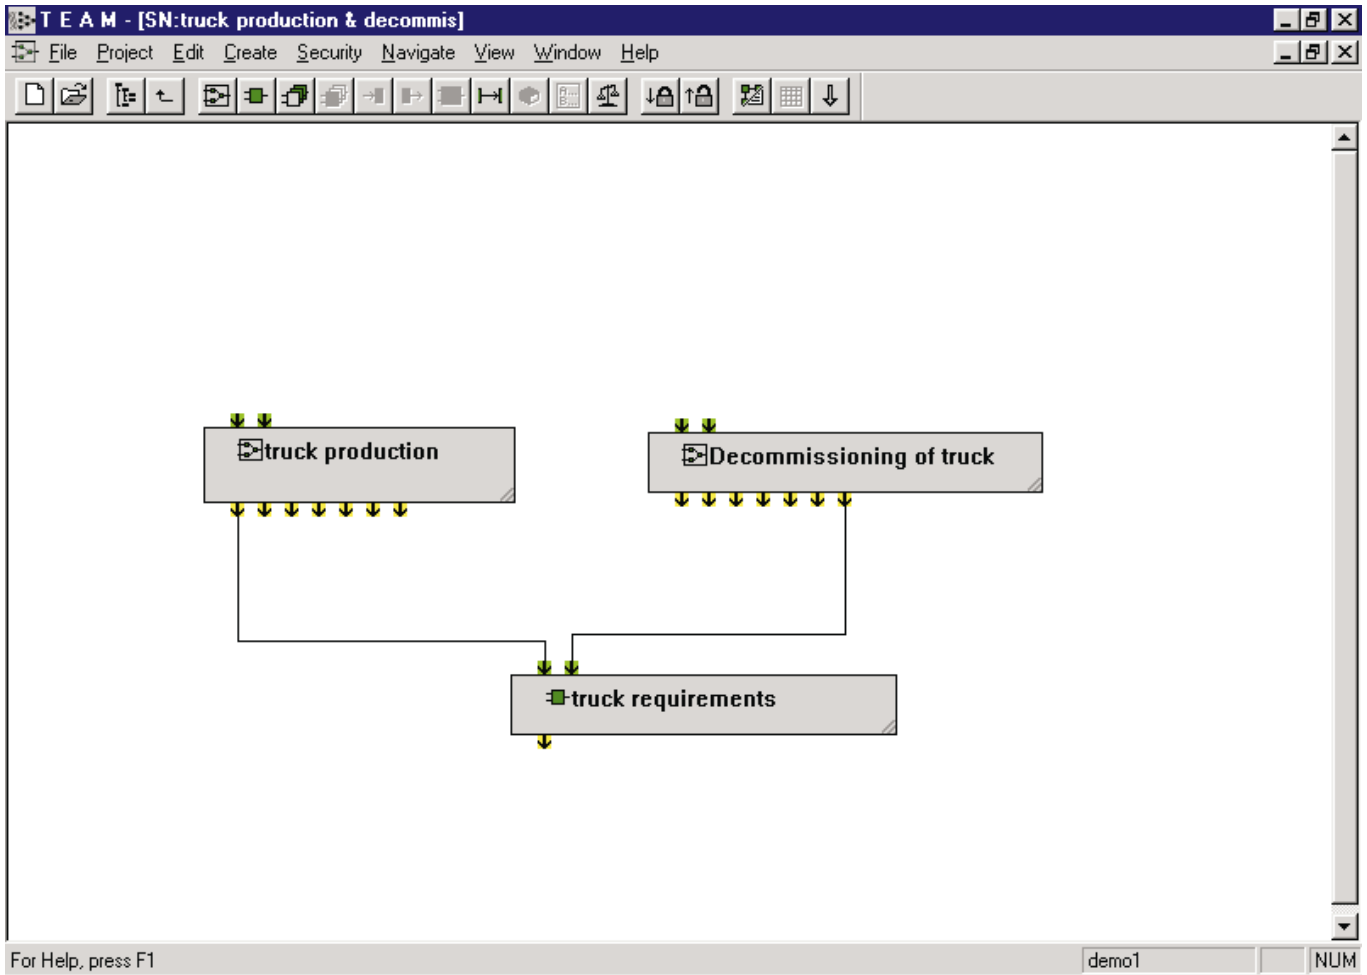 T E A M - [SN:truck production & decommis]
File Project Edit Create Security Navigate View Window Help
truck production
Decommissioning of truck
truck requirements
For Help, press F1
demo1
NUM